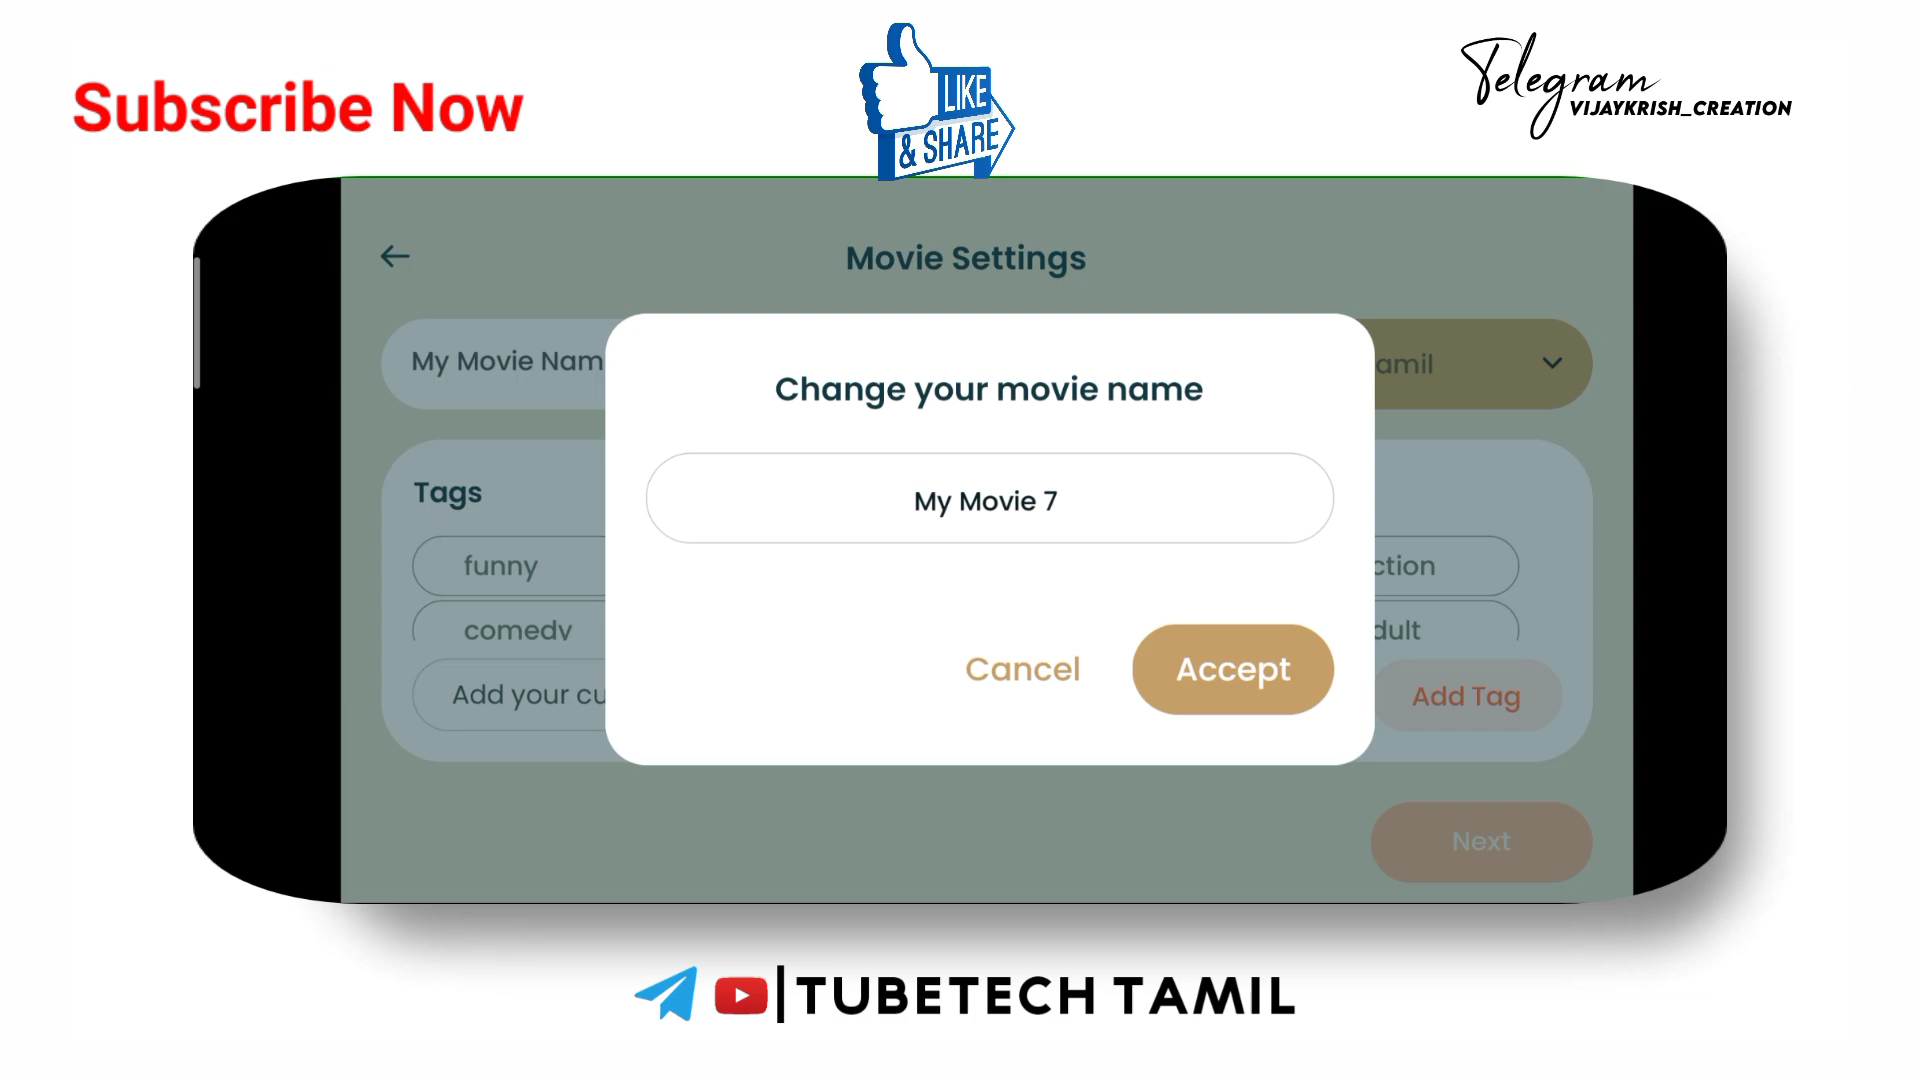 Subscribe Now
LIKE
& SHARE
Telegram
VIJAYKRISH_CREATION
Movie Settings
My Movie Nam
amil
Change your movie name
My Movie 7
Tags
funny
ction
comedy
dult
Add your cu
Add Tag
Cancel
Accept
Next
TUBETECH TAMIL